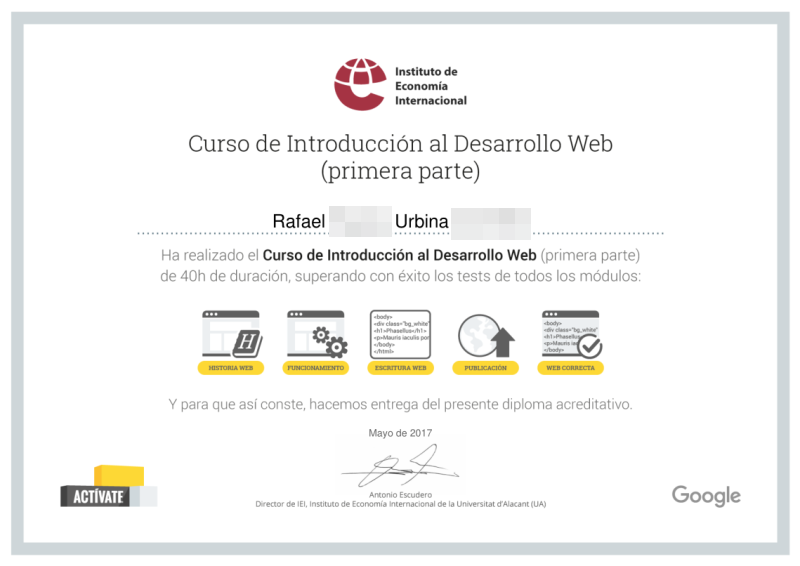 Instituto de
Economía
Internacional
Curso de Introducción al Desarrollo Web
(primera parte)
Rafael Urbina
Ha realizado el Curso de Introducción al Desarrollo Web (primera parte)
de 40h de duración, superando con éxito los tests de todos los módulos:
<body>
<div class="bg_white"
<h1>Phasellus</h1>
<p>Mauris iaculis por
</body>
</html>
<body>
<div class="bg_white"
<h1>Phasellus
<p>Mauris
</body>
H
HISTORIA WEB
FUNCIONAMIENTO
ESCRITURA WEB
PUBLICACIÓN
WEB CORRECTA
Y para que así conste, hacemos entrega del presente diploma acreditativo.
Mayo de 2017
Antonio Escudero
Director de IEI, Instituto de Economía Internacional de la Universitat d'Alacant (UA)
ACTÍVATE
Google